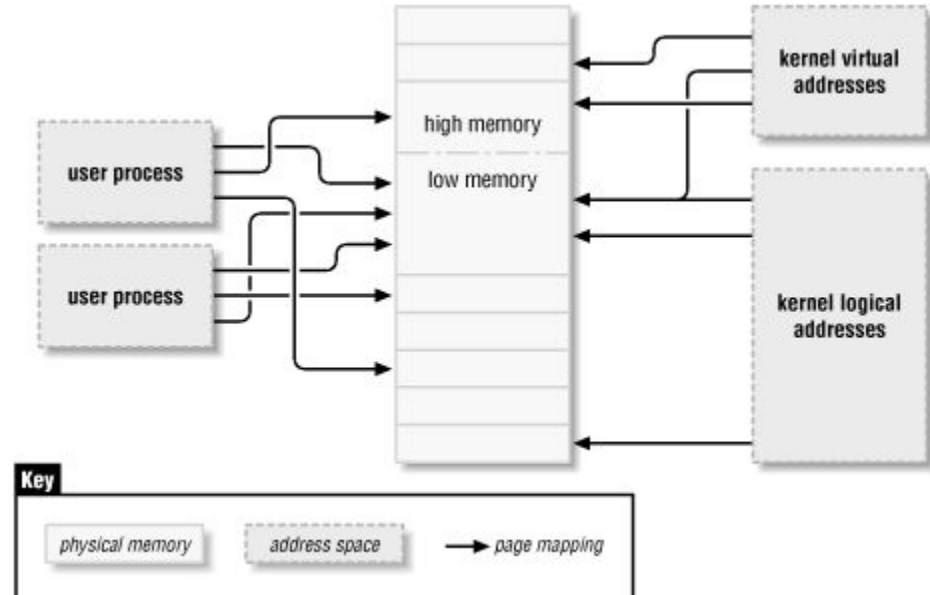 kernel virtual
addresses
high memory
user process
low memory
user process
kernel logical
addresses
Key
physical memory
address space
page mapping